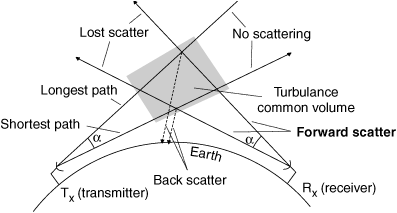 Lost scatter
No scattering
Longest path
Turbulance
common volume
Shortest path
α
α
Forward scatter
Earth
Back scatter
Tx (transmitter)
Rx (receiver)